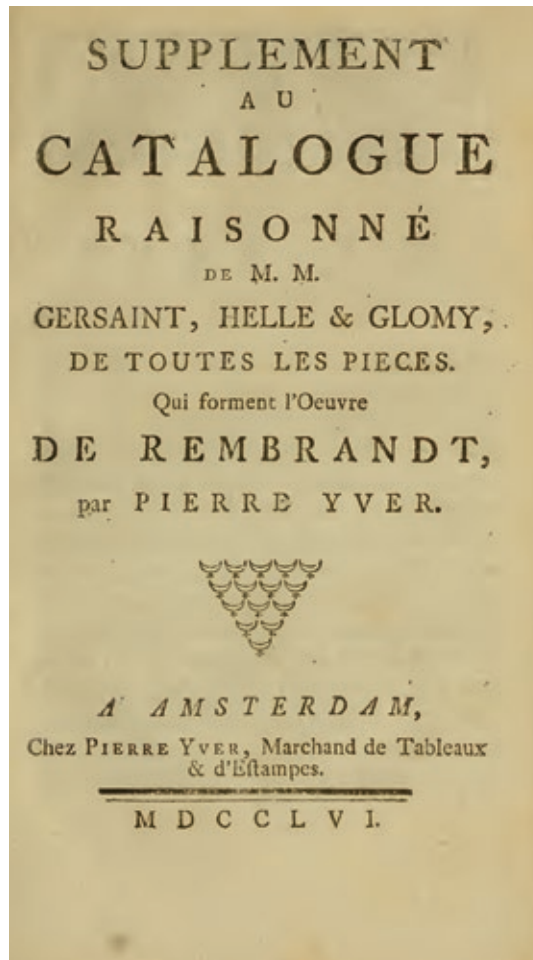 SUPPLEMENT
AU
CATALOGUE
RAISONNÉ
DE M. M.
GERSAINT, HELLE & GLOMY,
DE TOUTES LES PIECES.
Qui forment l'Oeuvre
DE REMBRANDT,
par PIERRE YVER.
A AMSTERDAM,
Chez PIERRE YVER, Marchand de Tableaux
& d'Eſtampes.
MDCCLVI.